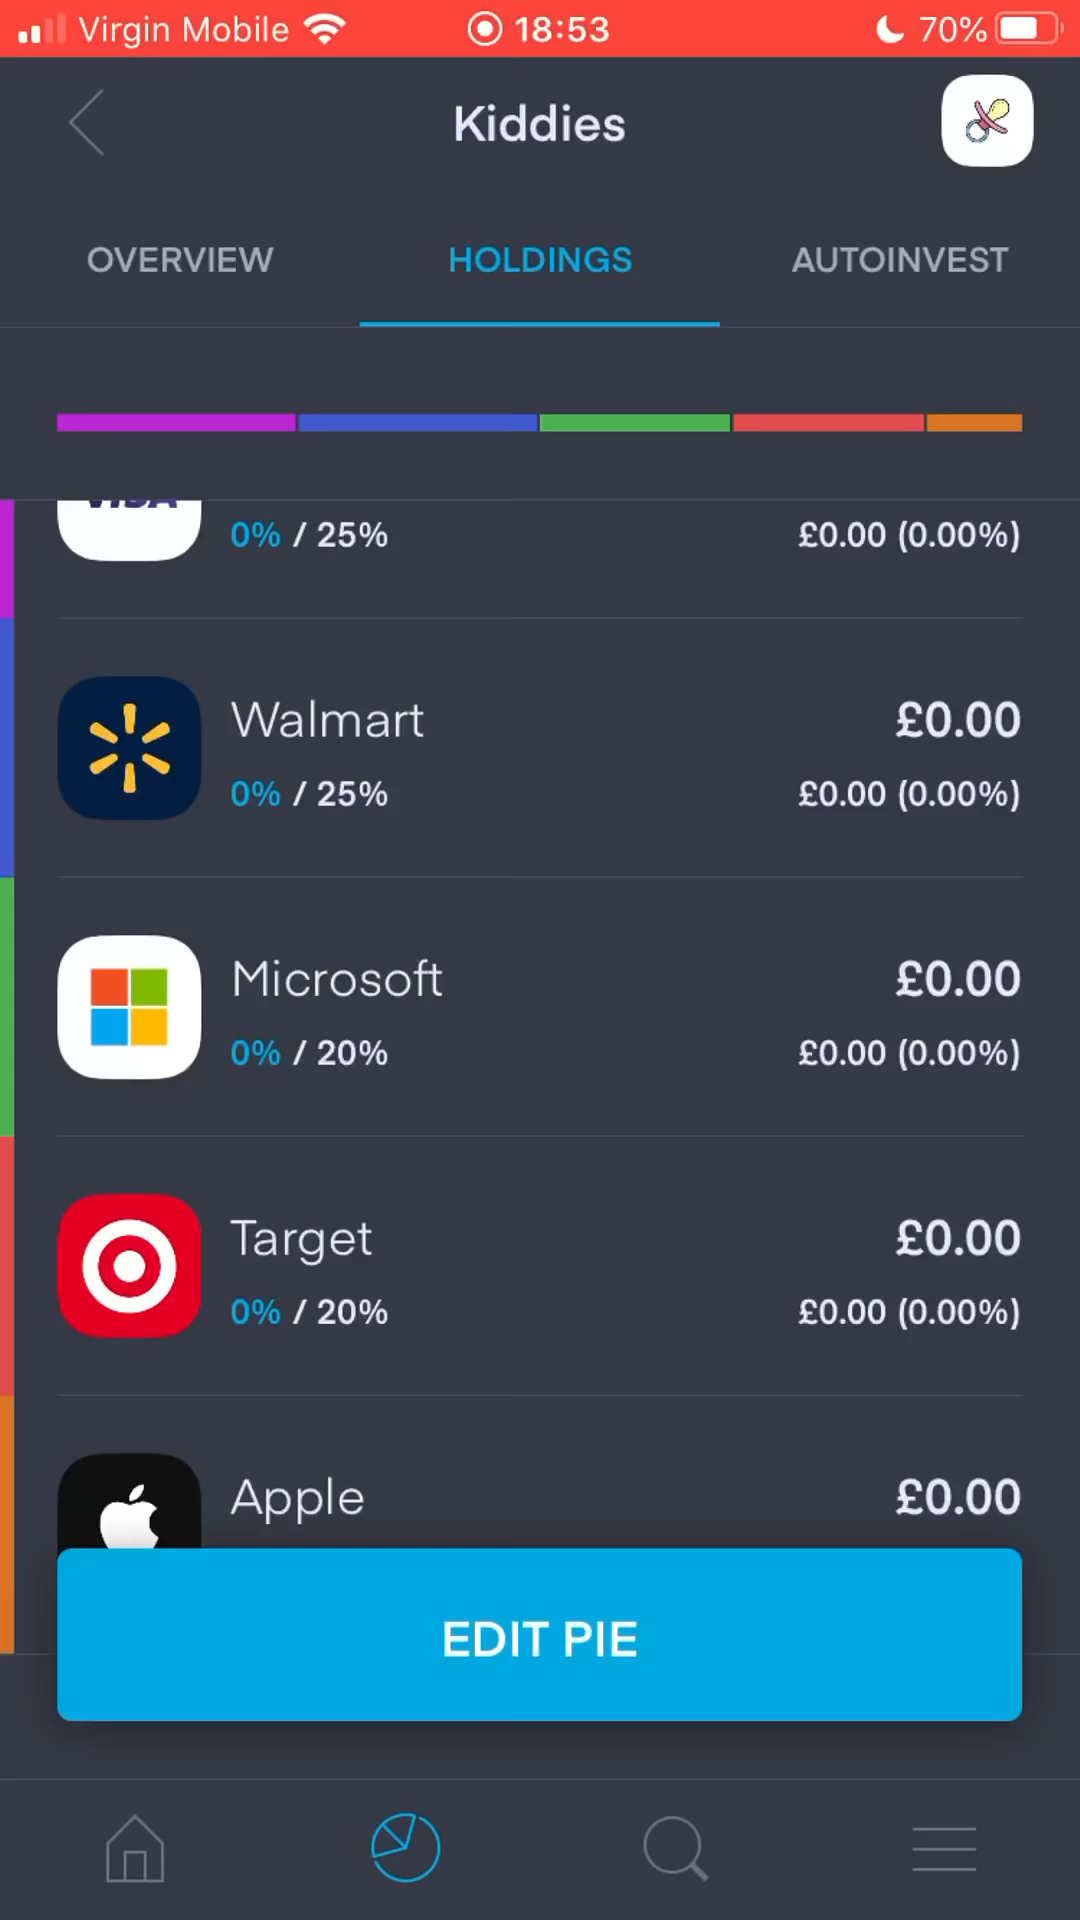 Virgin Mobile 18:53 70%
Kiddies
OVERVIEW HOLDINGS AUTOINVEST
VISA
0% / 25% £0.00 (0.00%)
Walmart £0.00
0% / 25% £0.00 (0.00%)
Microsoft £0.00
0% / 20% £0.00 (0.00%)
Target £0.00
0% / 20% £0.00 (0.00%)
Apple £0.00
EDIT PIE